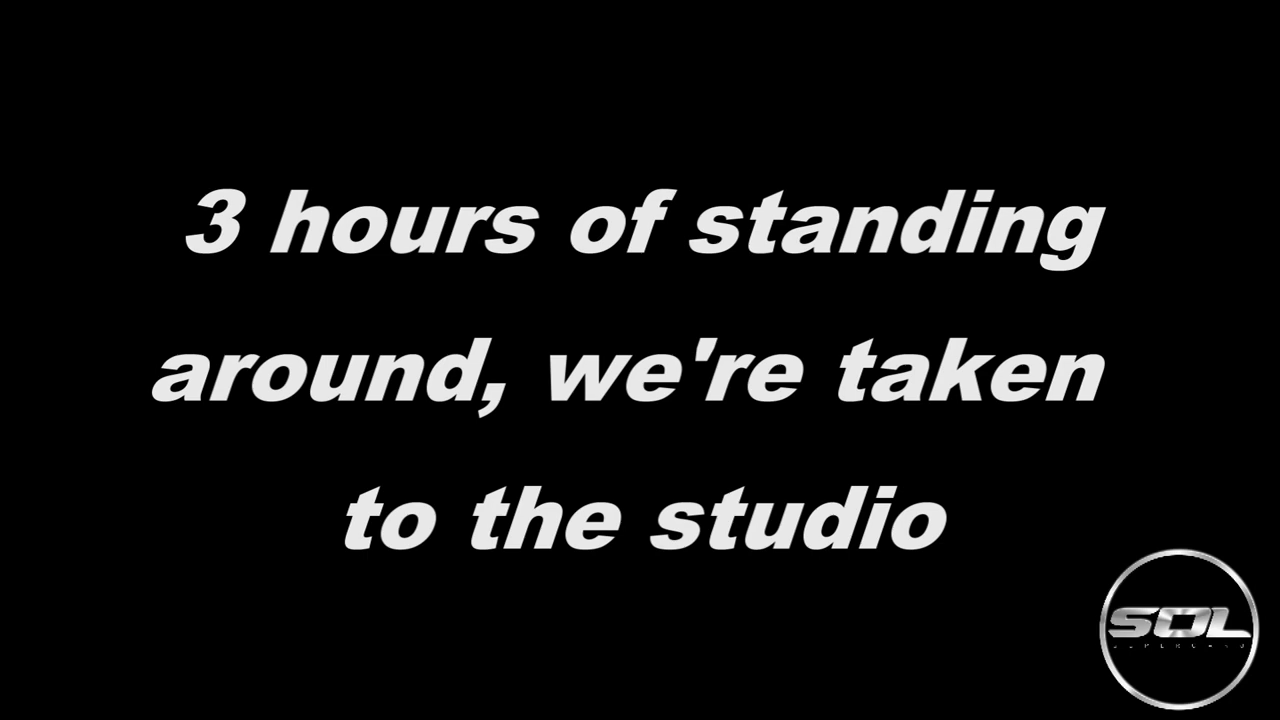 3 hours of standing
around, we're taken
to the studio
SOL